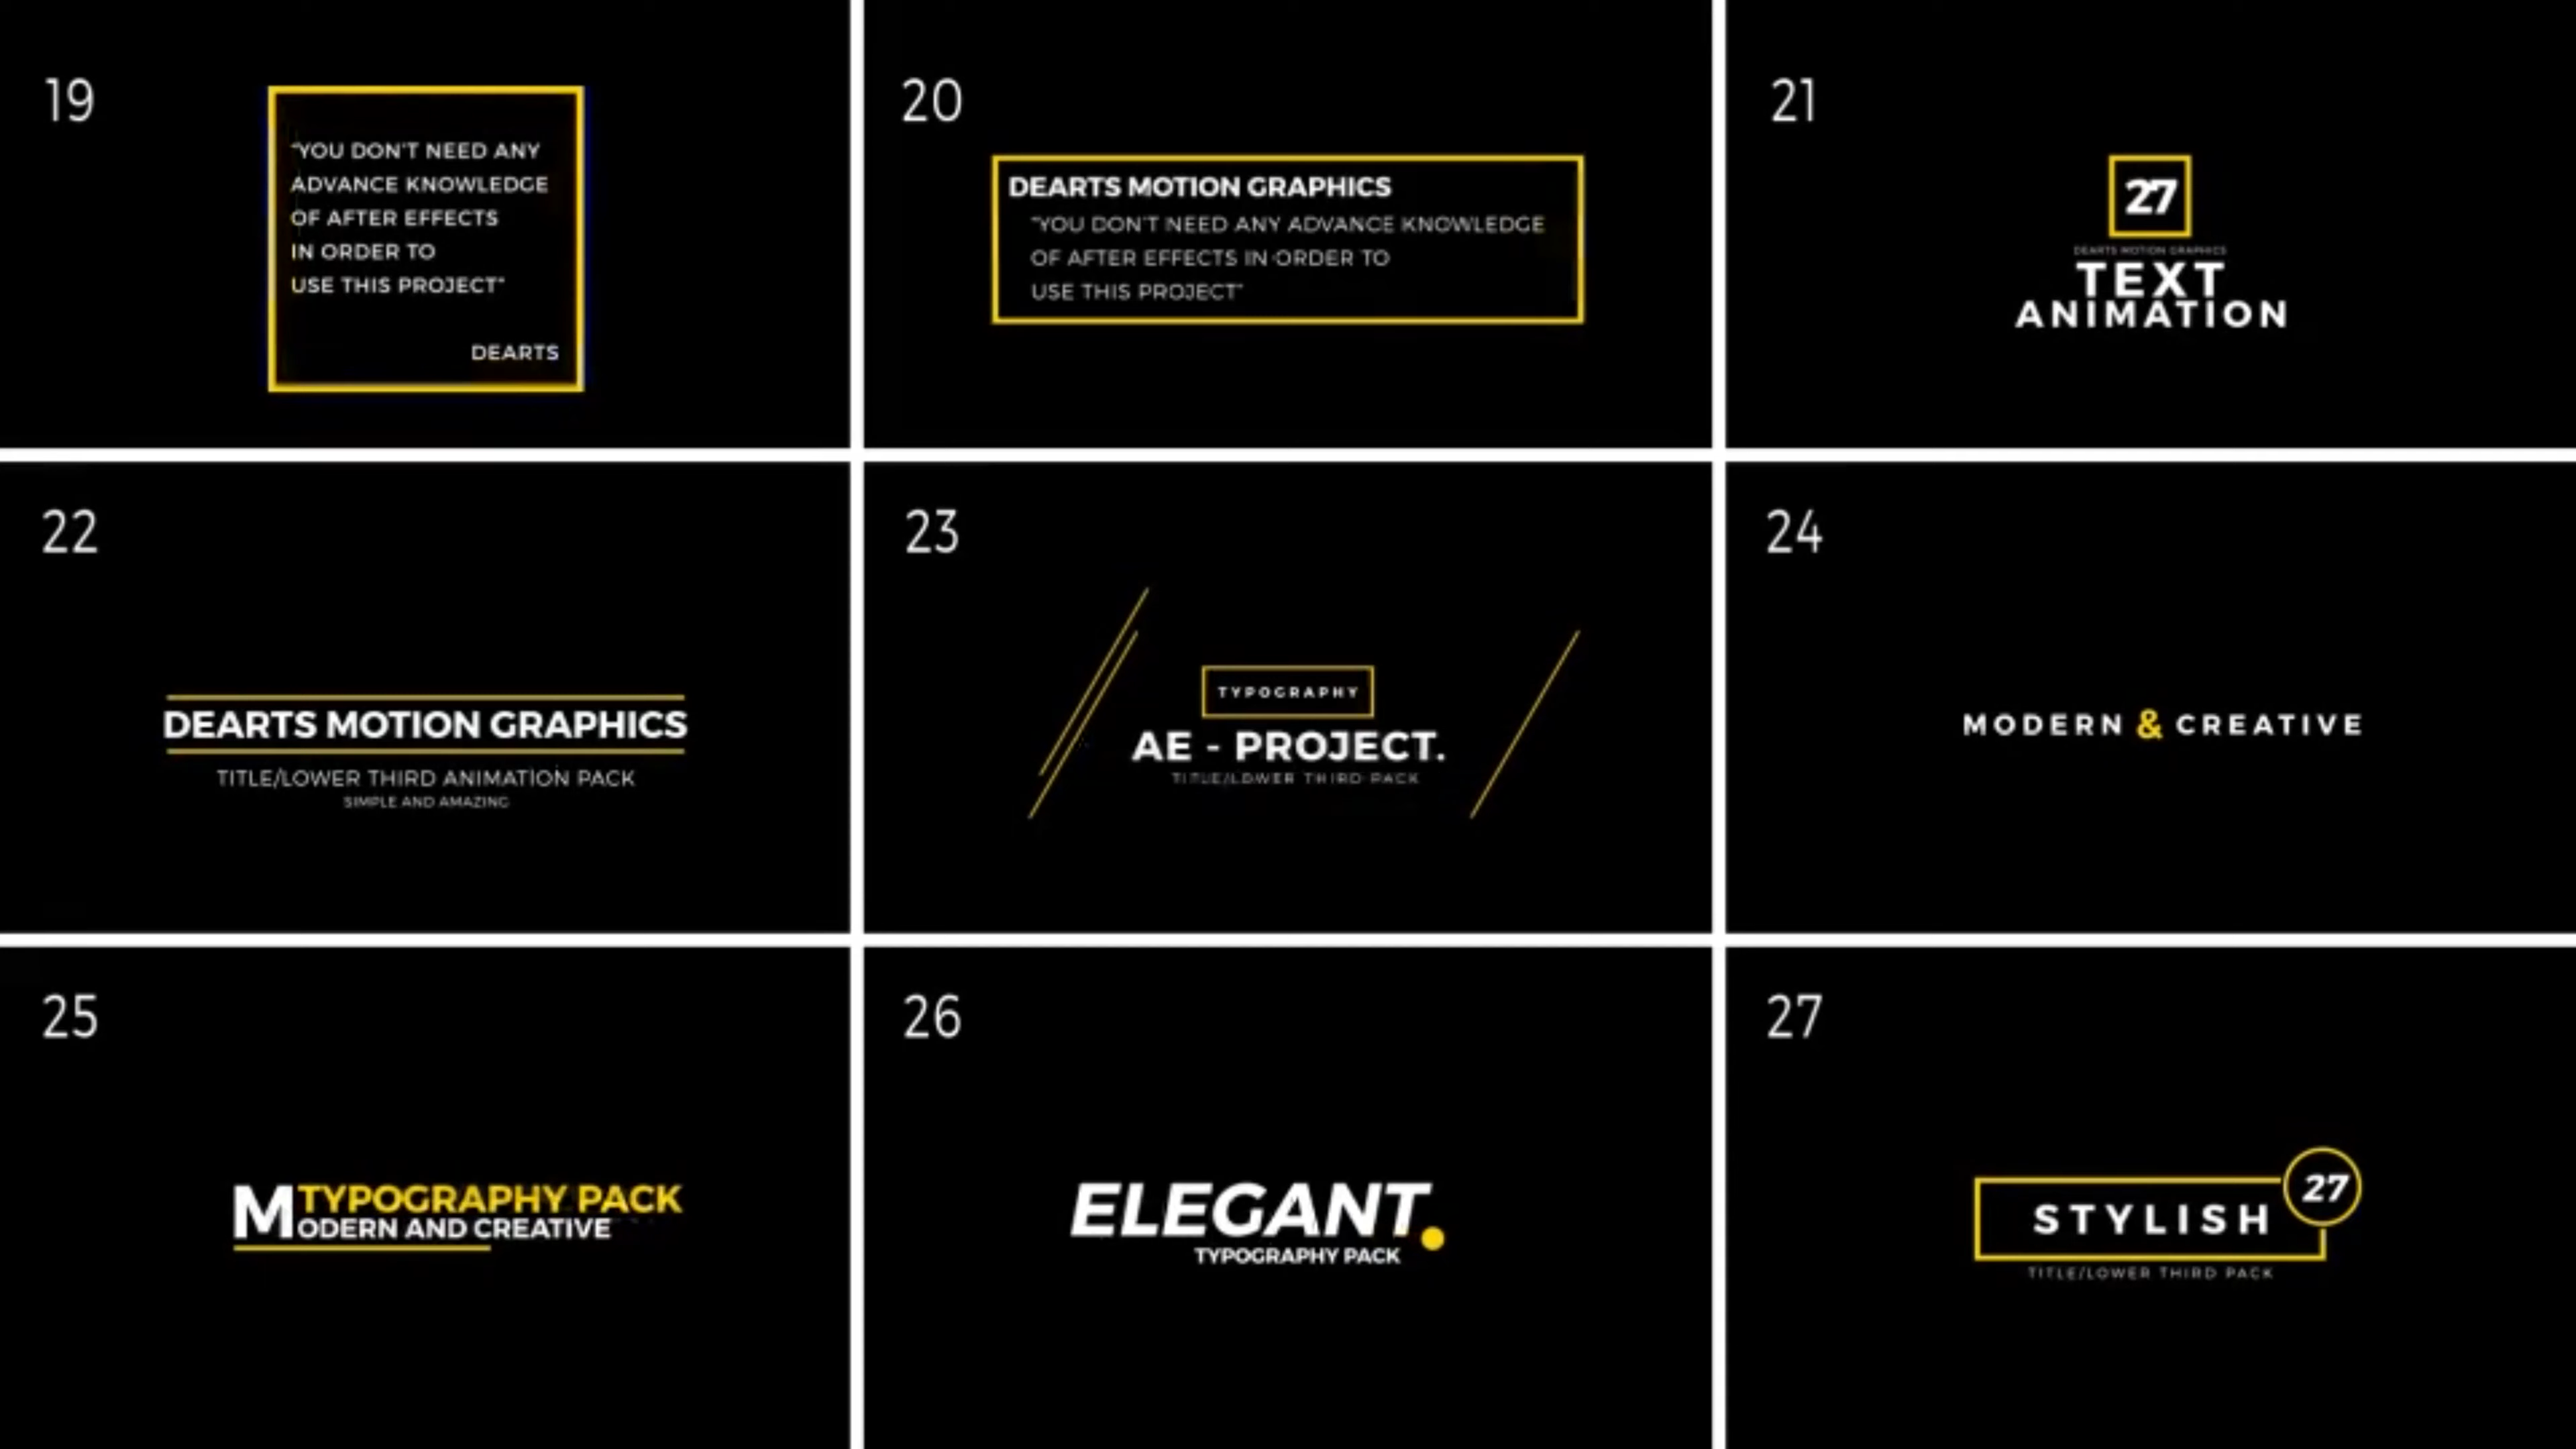 19
"YOU DON'T NEED ANY
ADVANCE KNOWLEDGE
OF AFTER EFFECTS
IN ORDER TO
USE THIS PROJECT"
DEARTS
20
DEARTS MOTION GRAPHICS
"YOU DON'T NEED ANY ADVANCE KNOWLEDGE
OF AFTER EFFECTS IN ORDER TO
USE THIS PROJECT"
21
27
DEARTS MOTION GRAPHICS
TEXT
ANIMATION
22
DEARTS MOTION GRAPHICS
TITLE/LOWER THIRD ANIMATION PACK
SIMPLE AND AMAZING
23
TYPOGRAPHY
AE - PROJECT.
TITLE/LOWER THIRD PACK
24
MODERN & CREATIVE
25
TYPOGRAPHY PACK
MODERN AND CREATIVE
26
ELEGANT.
TYPOGRAPHY PACK
27
27
STYLISH
TITLE/LOWER THIRD PACK